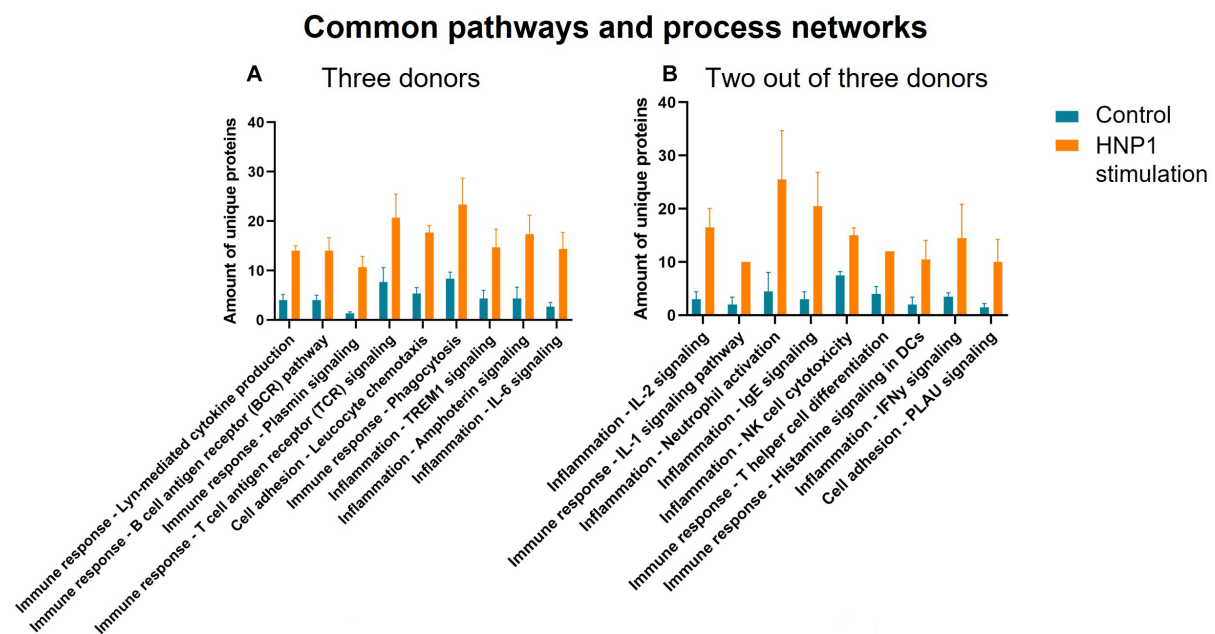 Common pathways and process networks
A
Three donors
Amount of unique proteins
40
30
20
10
0
Immune response - Lyn-mediated cytokine production
Immune response - B cell antigen receptor (BCR) pathway
Immune response - Plasmin signaling
Immune response - T cell antigen receptor (TCR) signaling
Cell adhesion - Leucocyte chemotaxis
Immune response - Phagocytosis
Inflammation - TREM1 signaling
Inflammation - Amphoterin signaling
Inflammation - IL-6 signaling
B
Two out of three donors
Amount of unique proteins
40
30
20
10
0
Inflammation - IL-2 signaling
Immune response - IL-1 signaling pathway
Inflammation - Neutrophil activation
Inflammation - IgE signaling
Inflammation - NK cell cytotoxicity
Immune response - T helper cell differentiation
Immune response - Histamine signaling in DCs
Inflammation - IFNγ signaling
Cell adhesion - PLAU signaling
Control
HNP1
stimulation